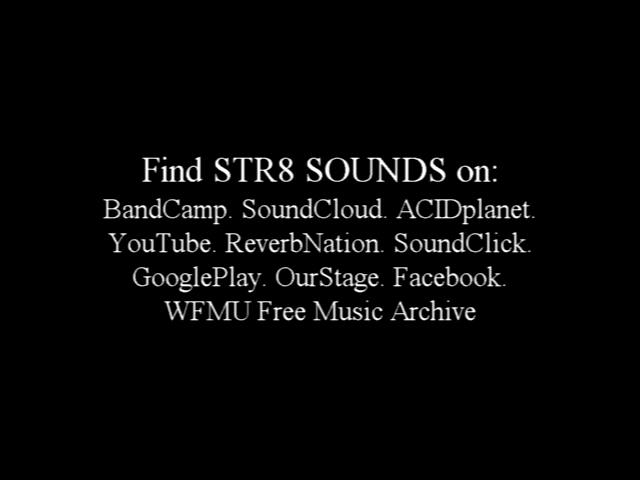 Find STR8 SOUNDS on:
BandCamp. SoundCloud. ACIDplanet.
YouTube. ReverbNation. SoundClick.
GooglePlay. OurStage. Facebook.
WFMU Free Music Archive